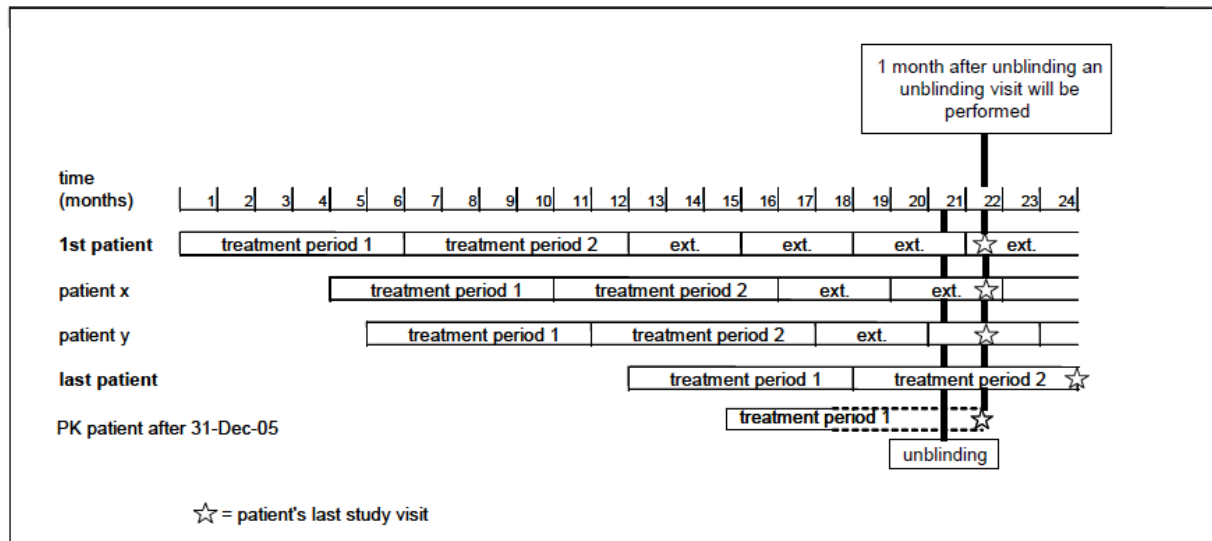 1 month after unblinding an
unblinding visit will be
performed
time
(months)
1 2 3 4 5 6 7 8 9 10 11 12 13 14 15 16 17 18 19 20 21 22 23 24
1st patient treatment period 1 treatment period 2 ext. ext. ext. ext.
patient x treatment period 1 treatment period 2 ext. ext.
patient y treatment period 1 treatment period 2 ext.
last patient treatment period 1 treatment period 2
PK patient after 31-Dec-05 treatment period 1
unblinding
= patient's last study visit